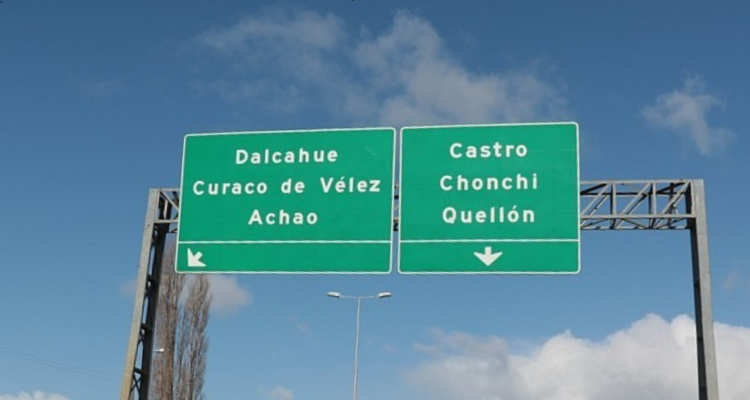 Dalcahue
Curaco de Vélez
Achao
Castro
Chonchi
Quellón